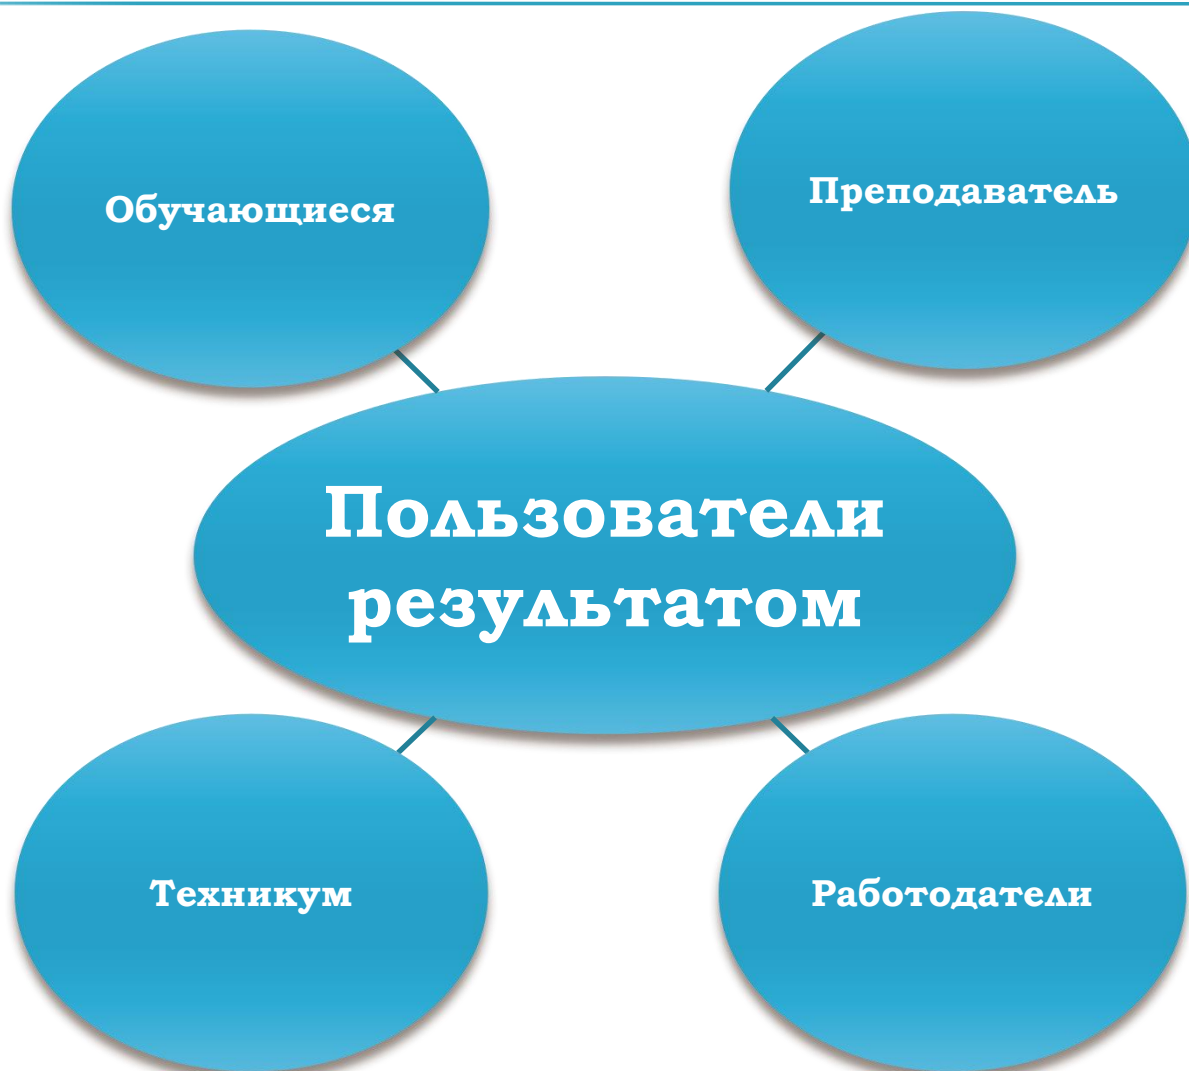 Обучающиеся
Преподаватель
Пользователи
результатом
Техникум
Работодатели